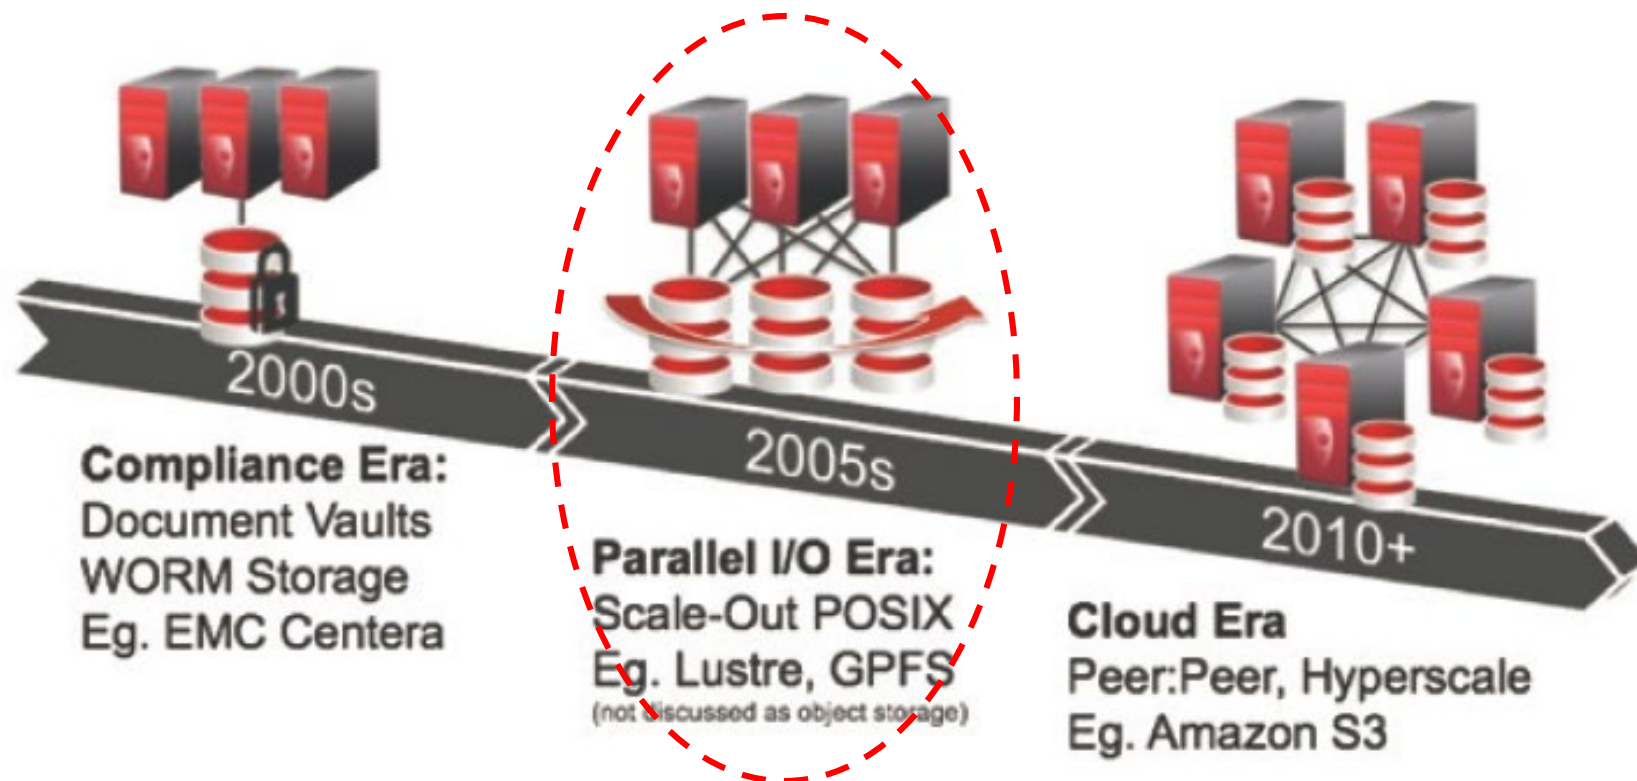 2000s
2005s
2010+
Compliance Era:
Document Vaults
WORM Storage
Eg. EMC Centera
Parallel I/O Era:
Scale-Out POSIX
Eg. Lustre, GPFS
(not discussed as object storage)
Cloud Era
Peer:Peer, Hyperscale
Eg. Amazon S3